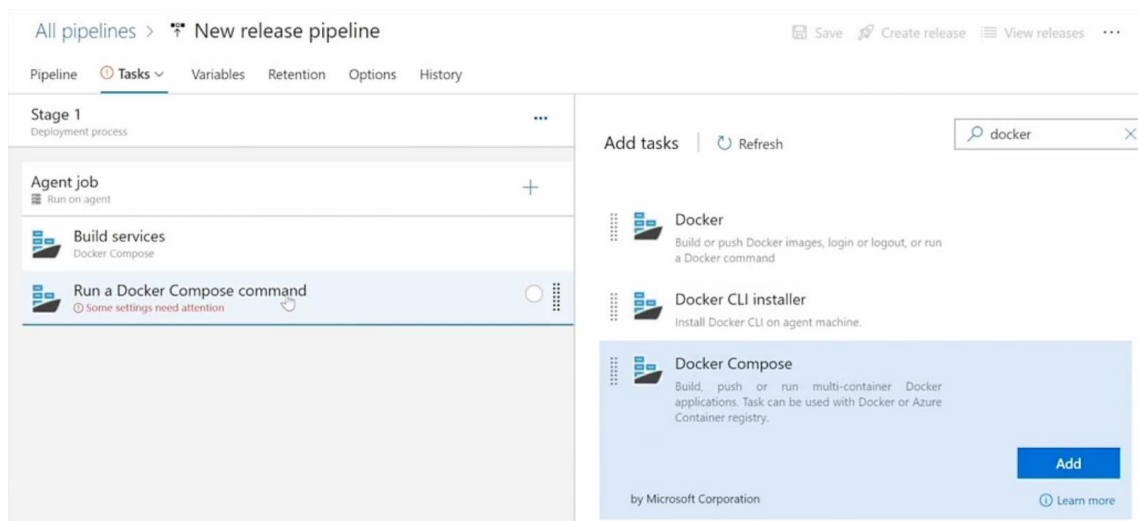 All pipelines > New release pipeline
Save Create release View releases ...
Pipeline Tasks Variables Retention Options History
Stage 1
Deployment process
...
Add tasks
Refresh
docker
Agent job
Run on agent
Build services
Docker Compose
Run a Docker Compose command
Some settings need attention
Docker
Build or push Docker images, login or logout, or run
a Docker command
Docker CLI installer
Install Docker CLI on agent machine.
Docker Compose
Build, push or run multi-container Docker
applications. Task can be used with Docker or Azure
Container registry.
Add
by Microsoft Corporation
Learn more